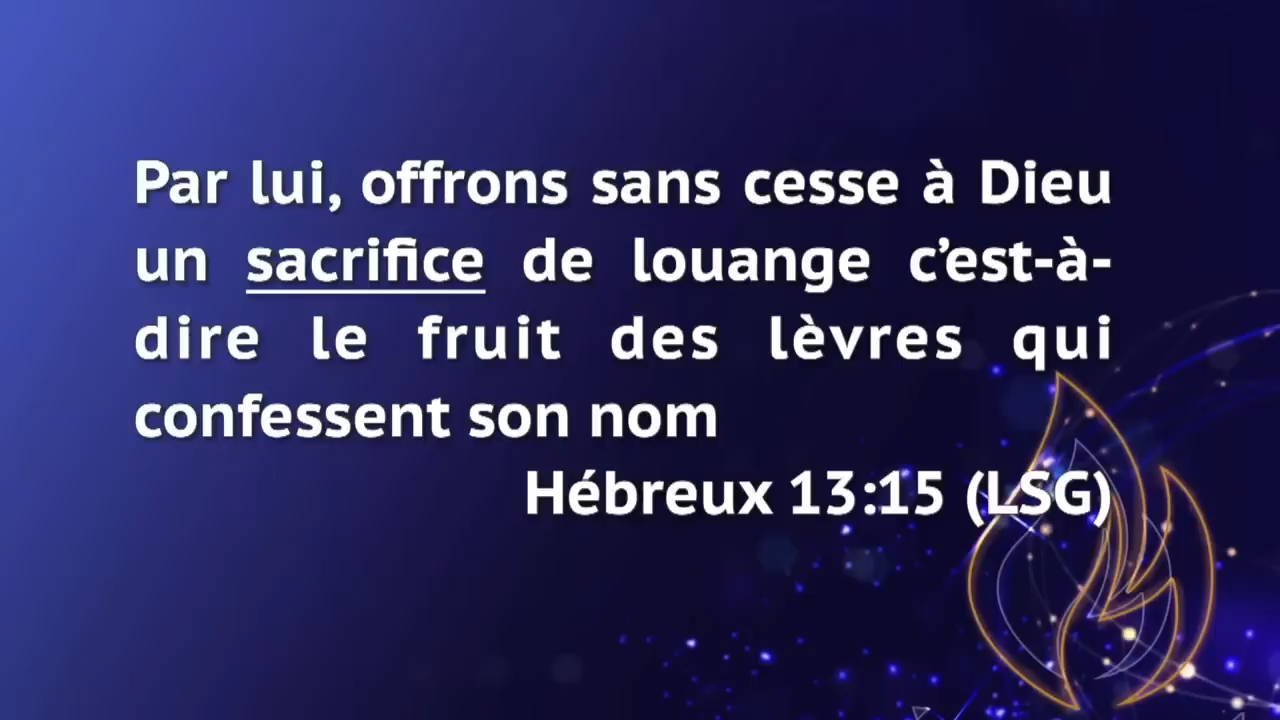 Par lui, offrons sans cesse à Dieu
un sacrifice de louange c’est-à-
dire le fruit des lèvres qui
confessent son nom
Hébreux 13:15 (LSG)